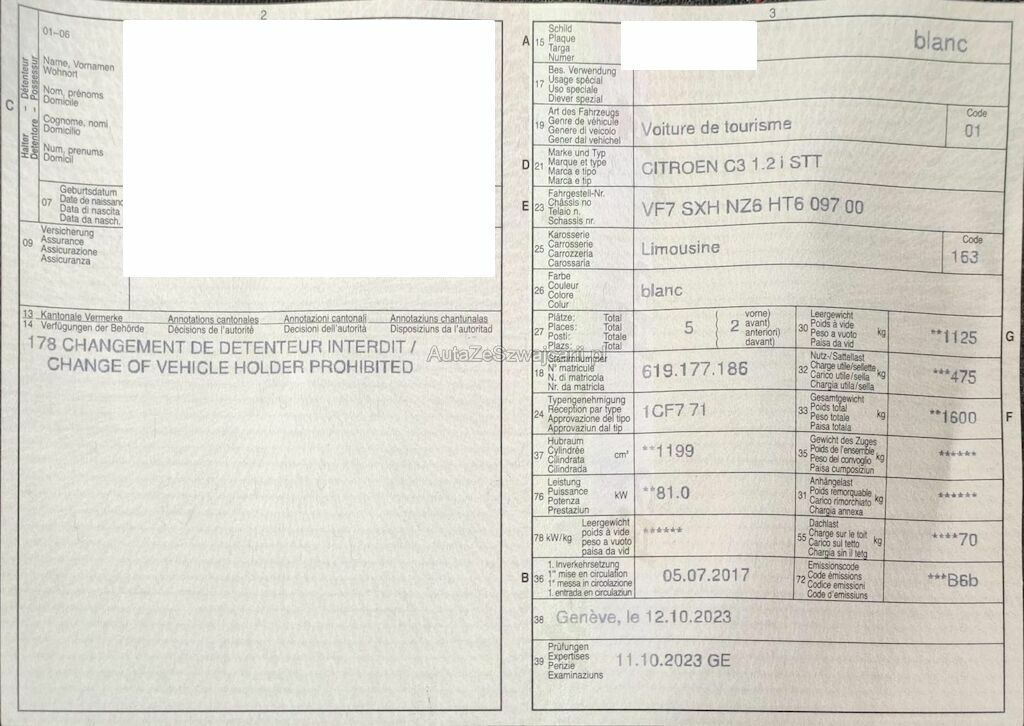 2
01-06
Name, Vornamen
Wohnort
Nom, prénoms
Domicile
Cognome, nomi
Domicilio
Num, prenums
Domicil
C
Halter Détenteur
Detentore Possessur
07
Geburtsdatum
Date de naissanc
Data di nascita
Data da nasch.
09
Versicherung
Assurance
Assicurazione
Assicuranza
13 Kantonale Vermerke Annotations cantonales Annotazioni cantonali Annotaziuns chantunalas
14 Verfügungen der Behörde Décisions de l'autorité Decisioni dell'autorità Disposiziuns da l'autoritad
178 CHANGEMENT DE DETENTEUR INTERDIT /
CHANGE OF VEHICLE HOLDER PROHIBITED
AutaZeSzwajcarii.pl
3
A 15
Schild
Plaque
Targa
Numer
blanc
17
Bes. Verwendung
Usage spécial
Uso speciale
Diever spezial
19
Art des Fahrzeugs
Genre de véhicule
Genere di veicolo
Gener dal vehichel
Voiture de tourisme
Code
01
D 21
Marke und Typ
Marque et type
Marca e tipo
Marca e tip
CITROEN C3 1.2 i STT
E 23
Fahrgestell-Nr.
Châssis no
Telaio n.
Schassis nr.
VF7 SXH NZ6 HT6 097 00
25
Karosserie
Carrosserie
Carrozzeria
Carossaria
Limousine
Code
163
26
Farbe
Couleur
Colore
Colur
blanc
27
Plätze: Total
Places: Total
Posti: Totale
Plazs: Total
5
2
vorne)
avant)
anteriori)
davant)
30
Leergewicht
Poids à vide
Peso a vuoto
Paisa da vid
kg
**1125
G
18
Stammnummer
N° matricule
N. di matricola
Nr. da matricla
619.177.186
32
Nutz-/Sattellast
Charge utile/sellette
Carico utile/sella
Chargia utila/sella
kg
***475
24
Typengenehmigung
Réception par type
Approvazione del tipo
Approvaziun dal tip
1CF7 71
33
Gesamtgewicht
Poids total
Peso totale
Paisa totala
kg
**1600
F
37
Hubraum
Cylindrée
Cilindrata
Cilindrada
cm³
**1199
35
Gewicht des Zuges
Poids de l'ensemble
Peso del convoglio
Paisa cumposiziun
kg
******
76
Leistung
Puissance
Potenza
Prestaziun
kW
**81.0
31
Anhängelast
Poids remorquable
Carico rimorchiato
Chargia annexa
kg
******
78 kW/kg
Leergewicht
poids à vide
peso a vuoto
paisa da vid
******
55
Dachlast
Charge sur le toit
Carico sul tetto
Chargia sin il tetg
kg
****70
B 36
1. Inverkehrsetzung
1re mise en circulation
1a messa in circolazione
1. entrada en circulaziun
05.07.2017
72
Emissionscode
Code émissions
Codice emissioni
Code d'emissiuns
***B6b
38
Genève, le 12.10.2023
39
Prüfungen
Expertises
Perizie
Examinaziuns
11.10.2023 GE